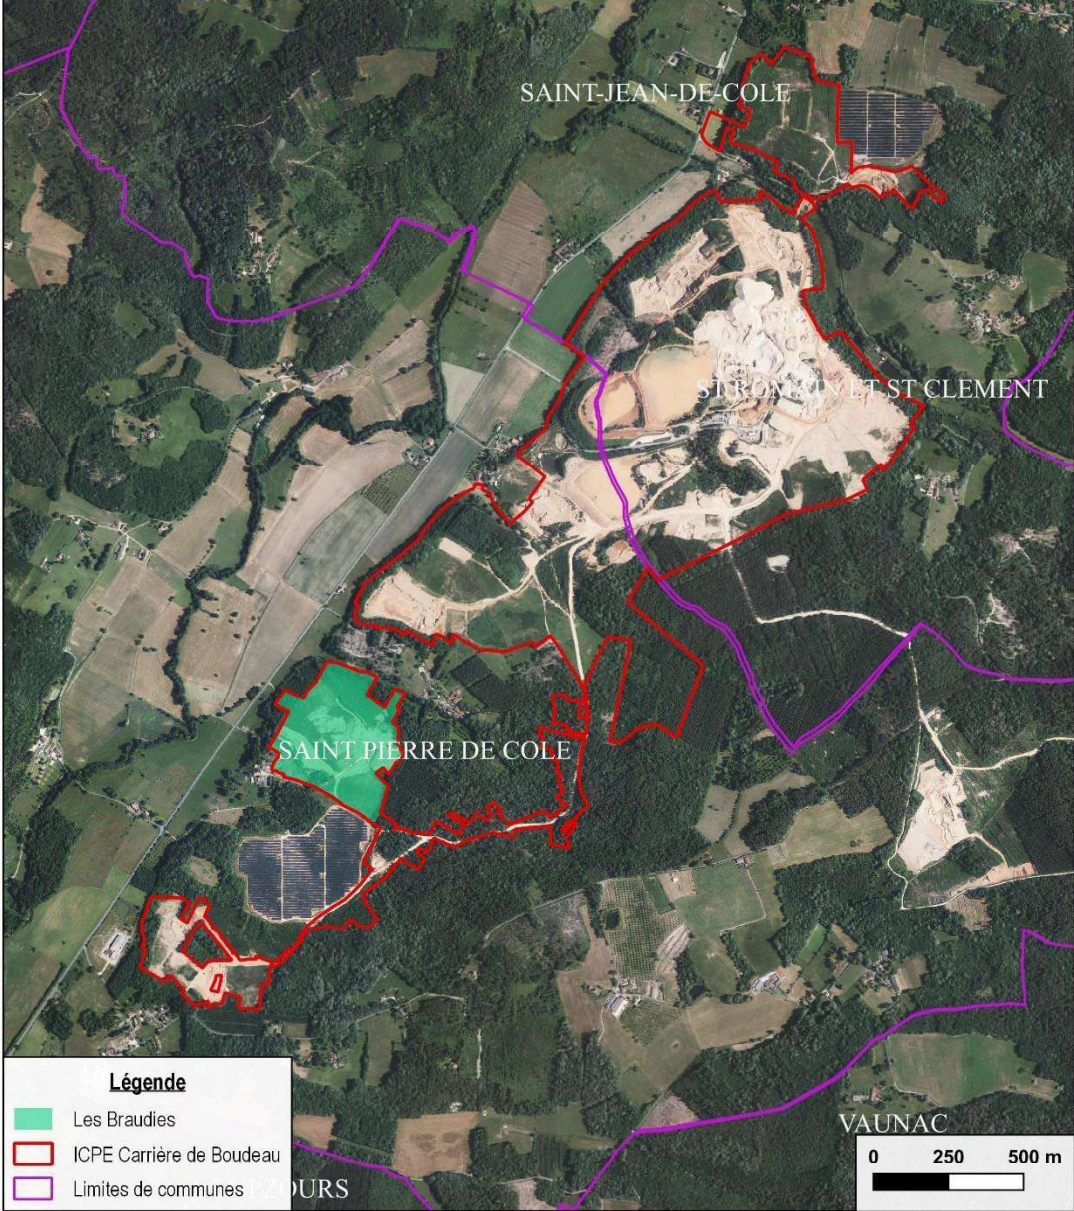 SAINT-JEAN-DE-COLE
ST ROMAIN ET ST CLEMENT
SAINT PIERRE DE COLE
VAUNAC
Légende
Les Braudies
ICPE Carrière de Boudeau
Limites de communes
0 250 500 m